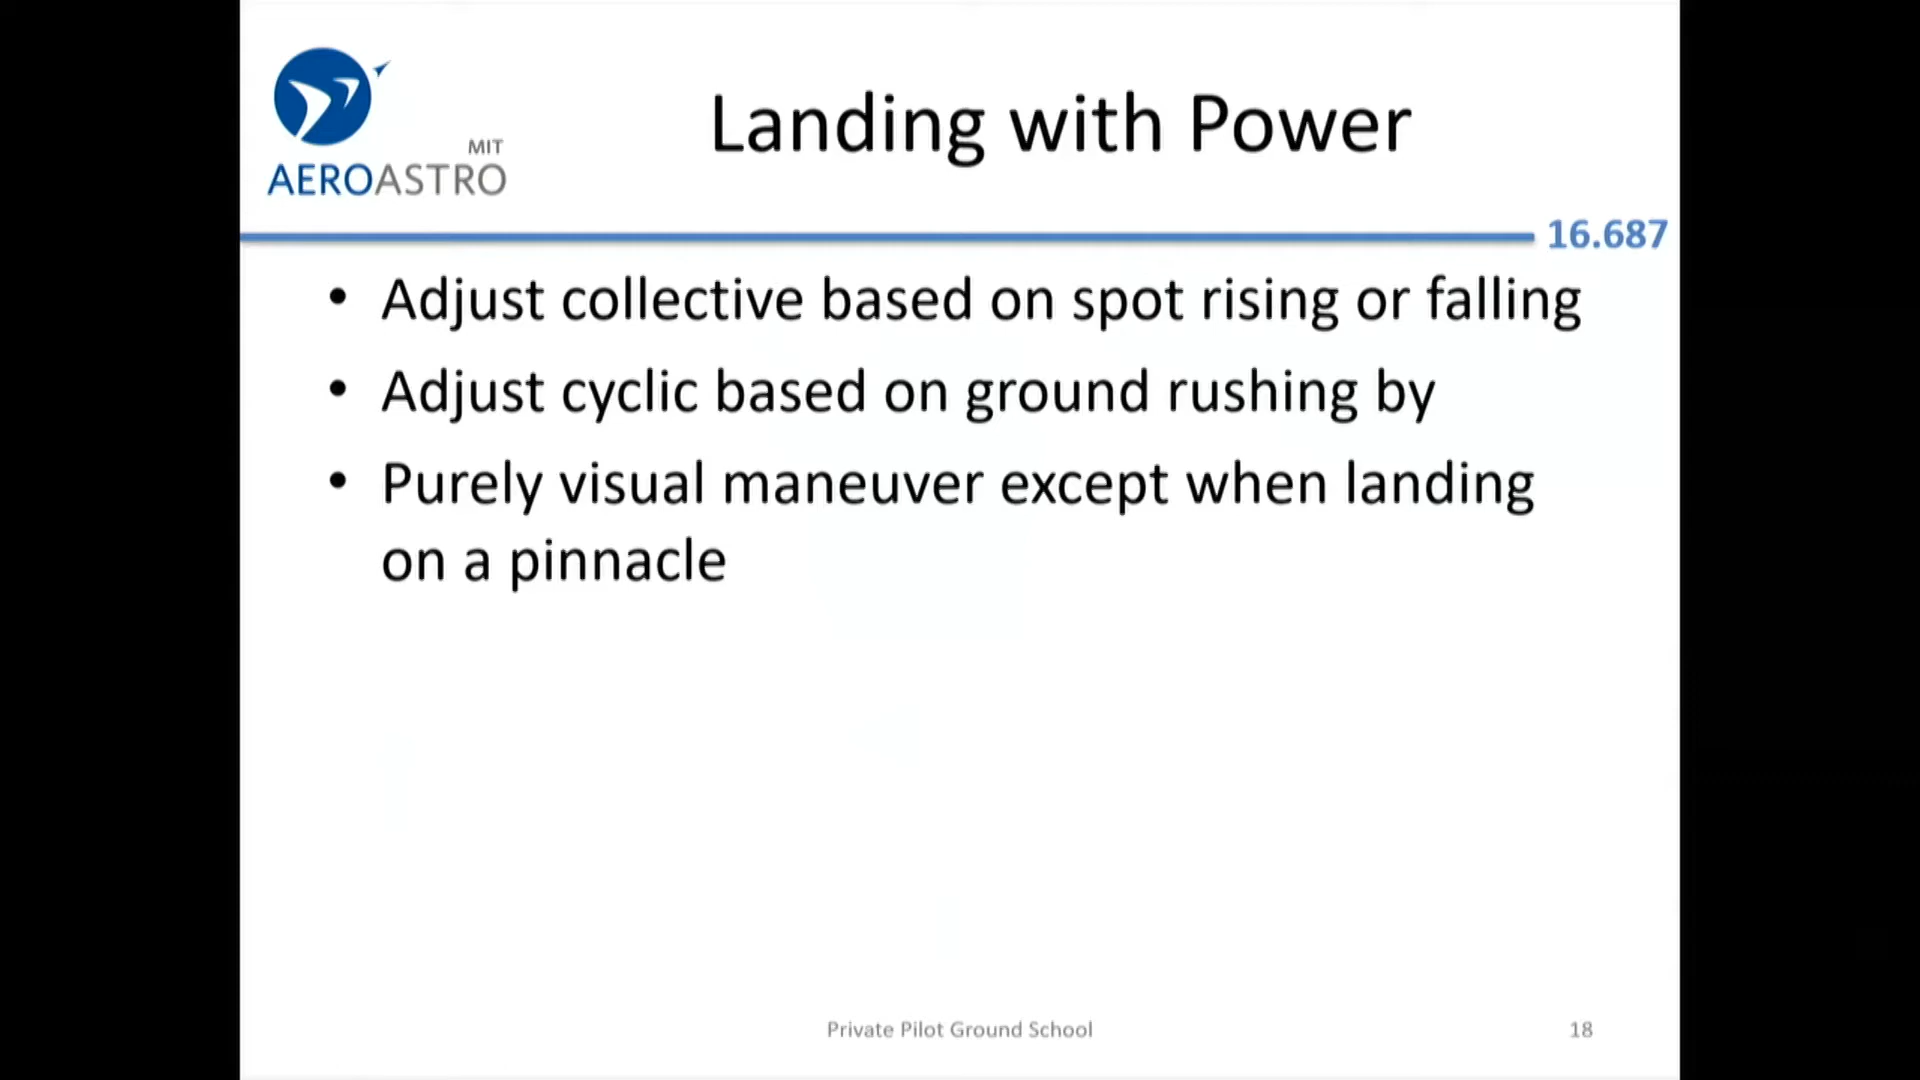 MIT
AEROASTRO
Landing with Power
16.687
• Adjust collective based on spot rising or falling
• Adjust cyclic based on ground rushing by
• Purely visual maneuver except when landing
on a pinnacle
Private Pilot Ground School
18